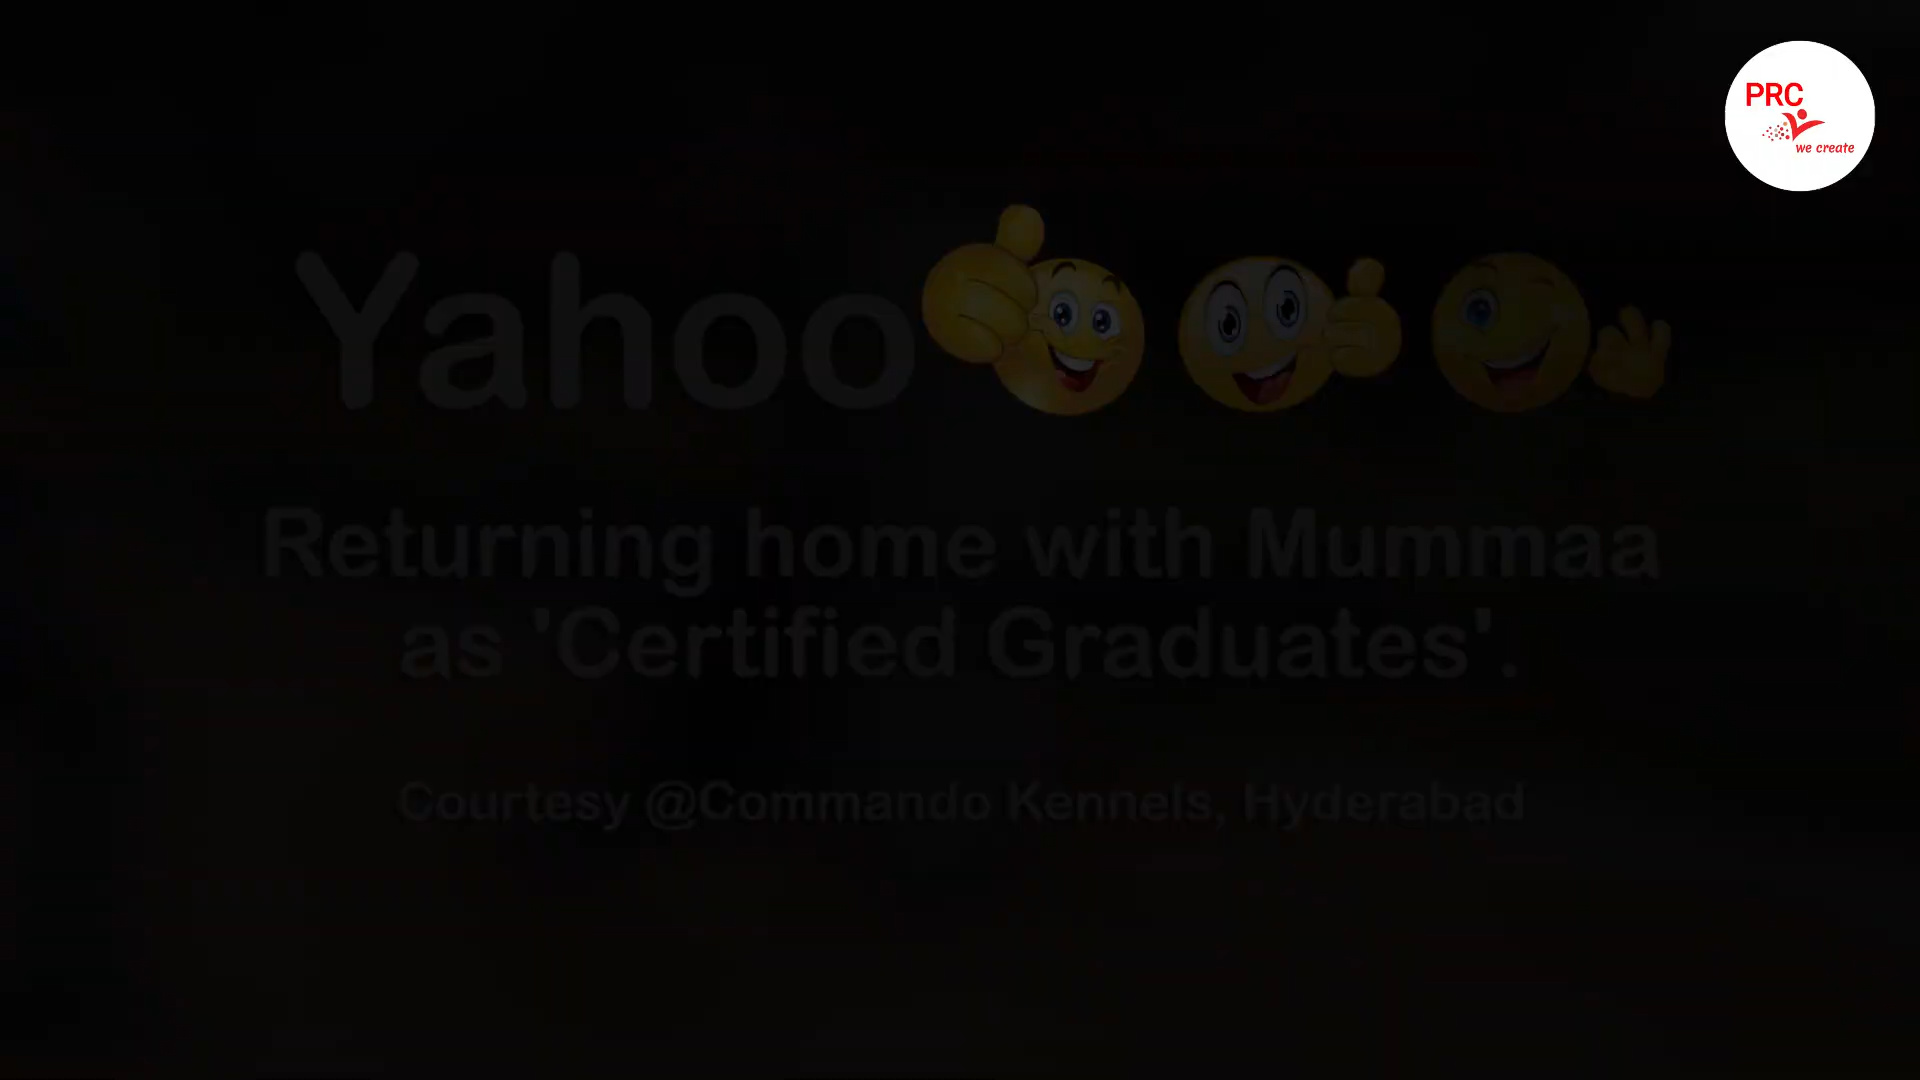 PRC
we create
Yahoo
Returning home with Mummaa
as 'Certified Graduates'.
Courtesy @Commando Kennels, Hyderabad